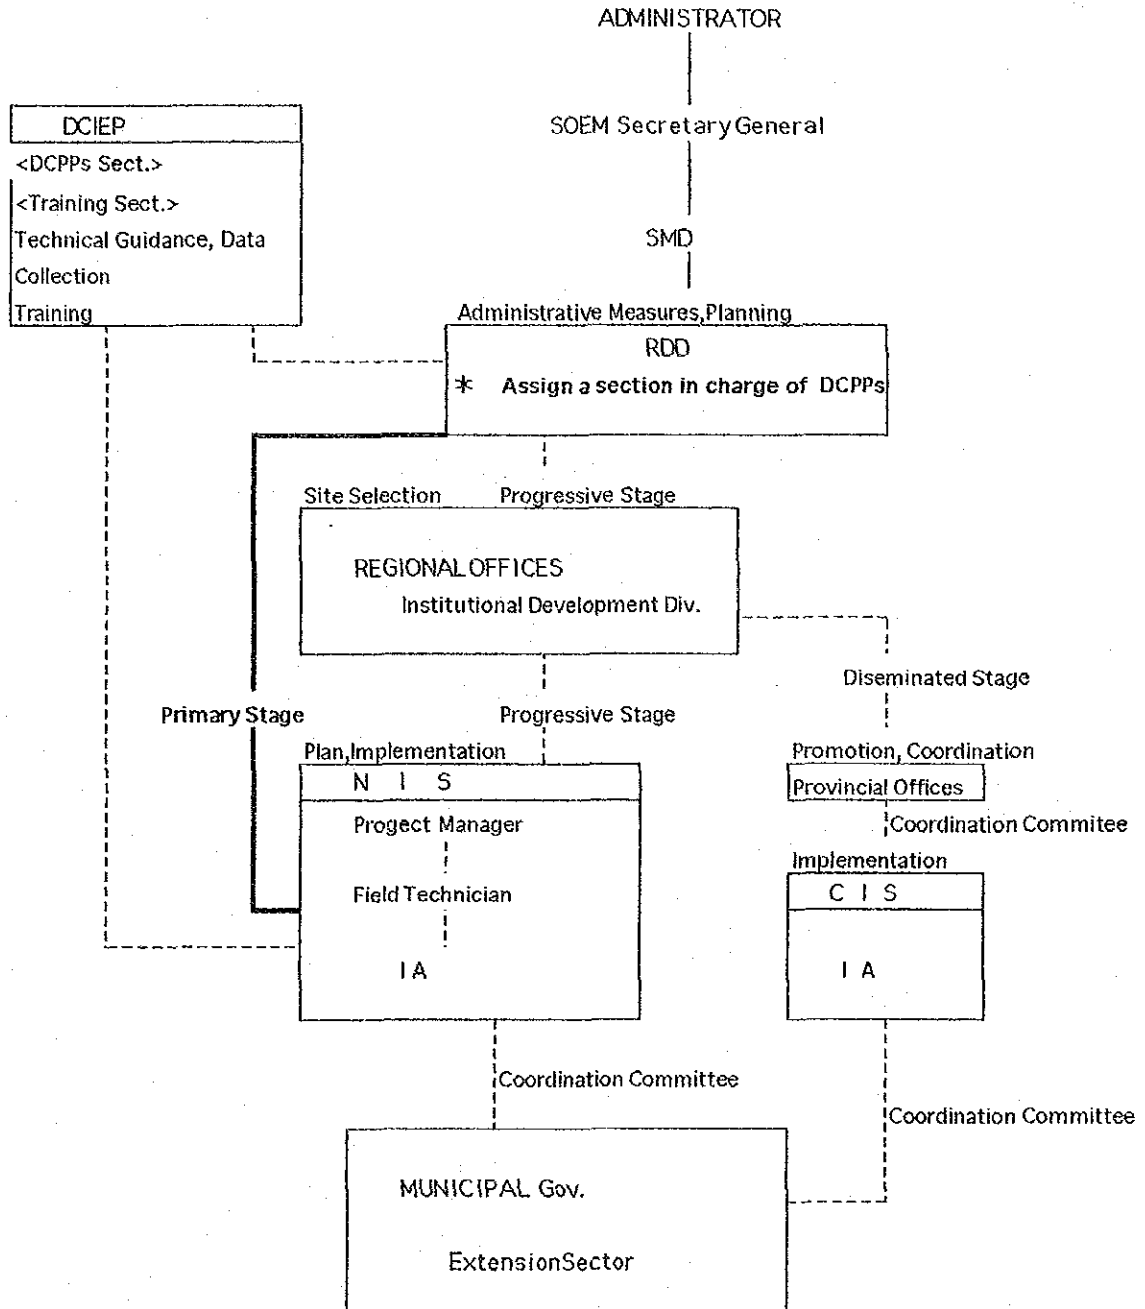 ADMINISTRATOR
SOEM Secretary General
SMD
DCIEP
<DCPPs Sect.>
<Training Sect.>
Technical Guidance, Data
Collection
Training
Administrative Measures,Planning
RDD
* Assign a section in charge of DCPPs
Site Selection
Progressive Stage
REGIONAL OFFICES
Institutional Development Div.
Primary Stage
Progressive Stage
Diseminated Stage
Plan,Implementation
N I S
Progect Manager
Field Technician
I A
Promotion, Coordination
Provincial Offices
Coordination Commitee
Implementation
C I S
I A
Coordination Committee
Coordination Committee
MUNICIPAL Gov.
ExtensionSector